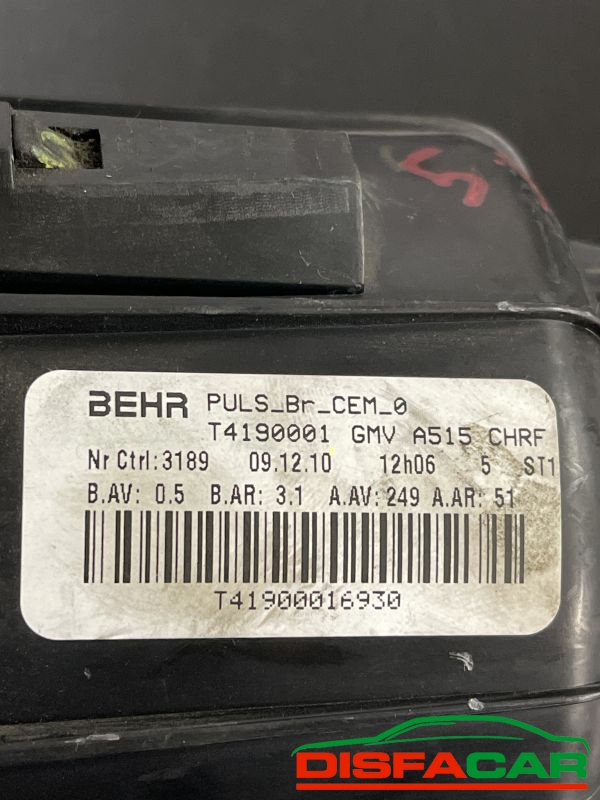 BEHR PULS_Br_CEM_0
T4190001 GMV A515 CHRF
Nr Ctrl:3189 09.12.10 12h06 5 ST1
B.AV: 0.5 B.AR: 3.1 A.AV: 249 A.AR: 51
T41900016930
DISFACAR